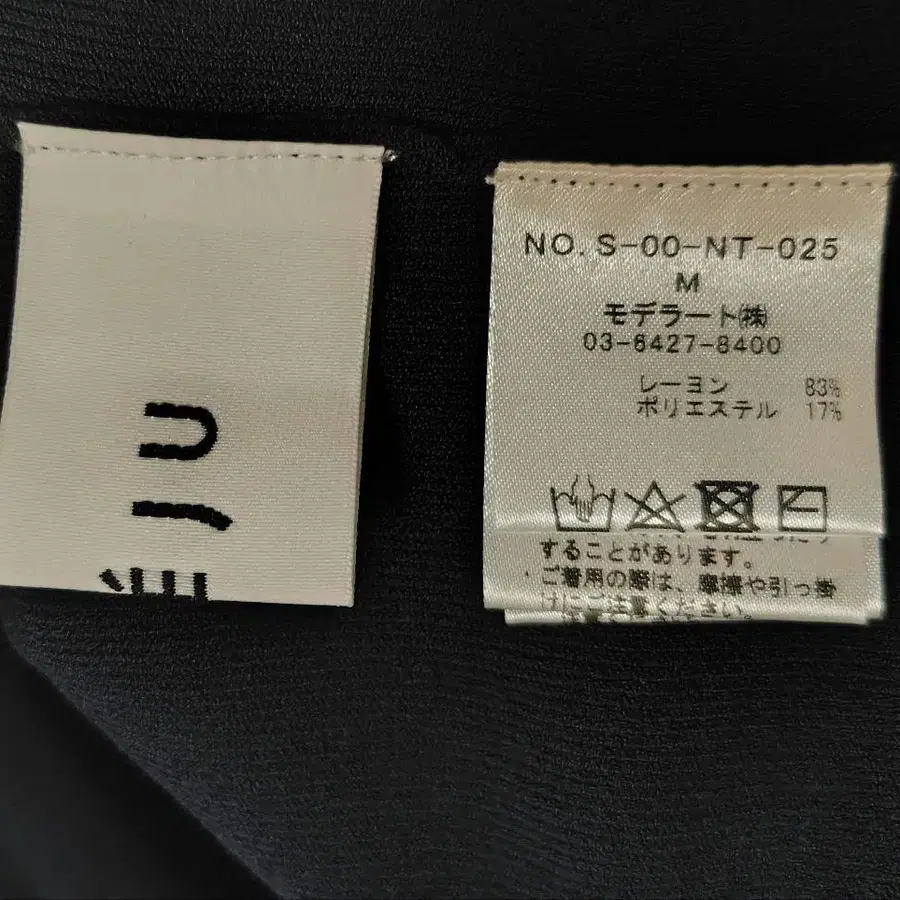 NO. S-00-NT-025
M
モデラート㈱
03-6427-8400
レーヨン 83%
ポリエステル 17%
することがあります。
・ご着用の際は、摩擦や引っ掛
けにご注意ください。